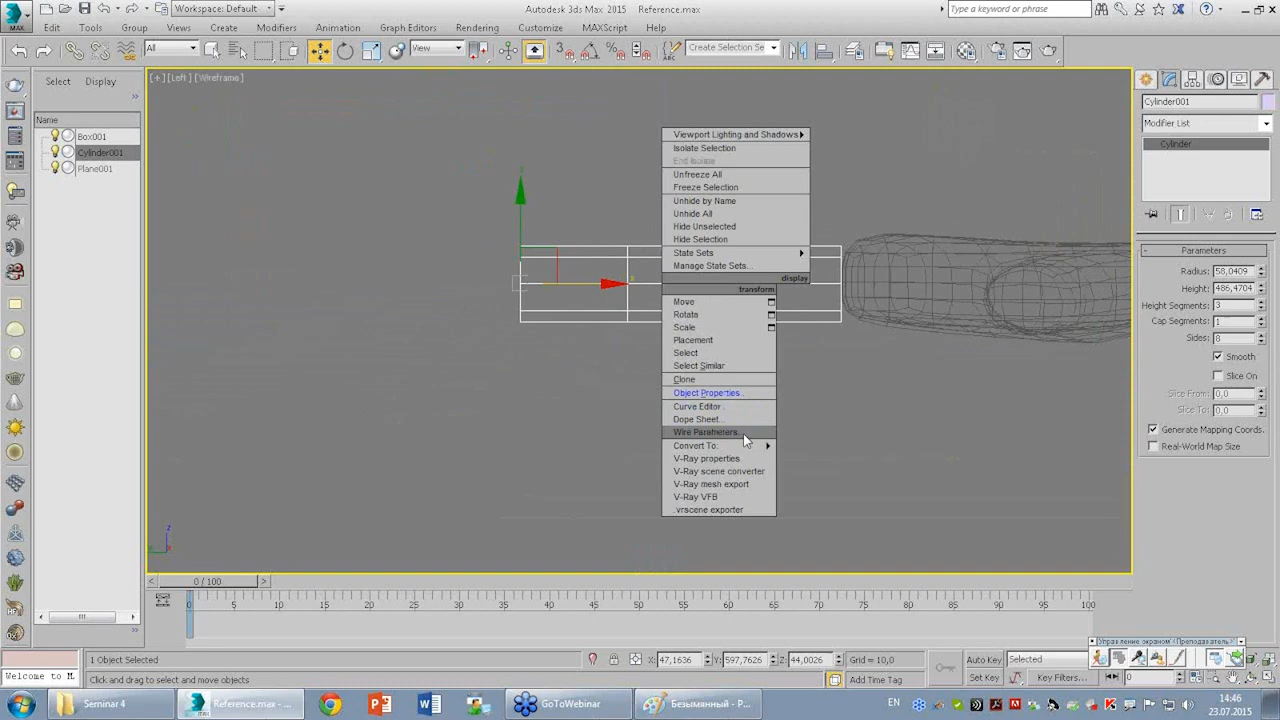 Workspace: Default
Autodesk 3ds Max 2015 Reference.max
Type a keyword or phrase
MAX
Edit Tools Group Views Create Modifiers Animation Graph Editors Rendering Customize MAXScript Help
All
View
Create Selection Se
Select Display
Name
Box001
Cylinder001
Plane001
[+] [Left] [Wireframe]
Viewport Lighting and Shadows
Isolate Selection
End Isolate
Unfreeze All
Freeze Selection
Unhide by Name
Unhide All
Hide Unselected
Hide Selection
State Sets
Manage State Sets...
display
transform
Move
Rotate
Scale
Placement
Select
Select Similar
Clone
Object Properties..
Curve Editor..
Dope Sheet...
Wire Parameters...
Convert To:
V-Ray properties
V-Ray scene converter
V-Ray mesh export
V-Ray VFB
.vrscene exporter
Cylinder001
Modifier List
Cylinder
Parameters
Radius: 58,0409
Height: 486,4704
Height Segments: 3
Cap Segments: 1
Sides: 8
Smooth
Slice On
Slice From: 0,0
Slice To: 0,0
Generate Mapping Coords.
Real-World Map Size
0 / 100
0 5 10 15 20 25 30 35 40 45 50 55 60 65 70 75 80 85 90 95 100
Управление экраном"(Преподаватель"
1 Object Selected
X: 47,1636 Y: 597,7626 Z: 44,0026 Grid = 10,0
Auto Key Selected
Welcome to M
Click and drag to select and move objects
Add Time Tag
Set Key Key Filters... 0
Seminar 4
Reference.max - ...
GoToWebinar
Безымянный - P...
EN
14:46
23.07.2015